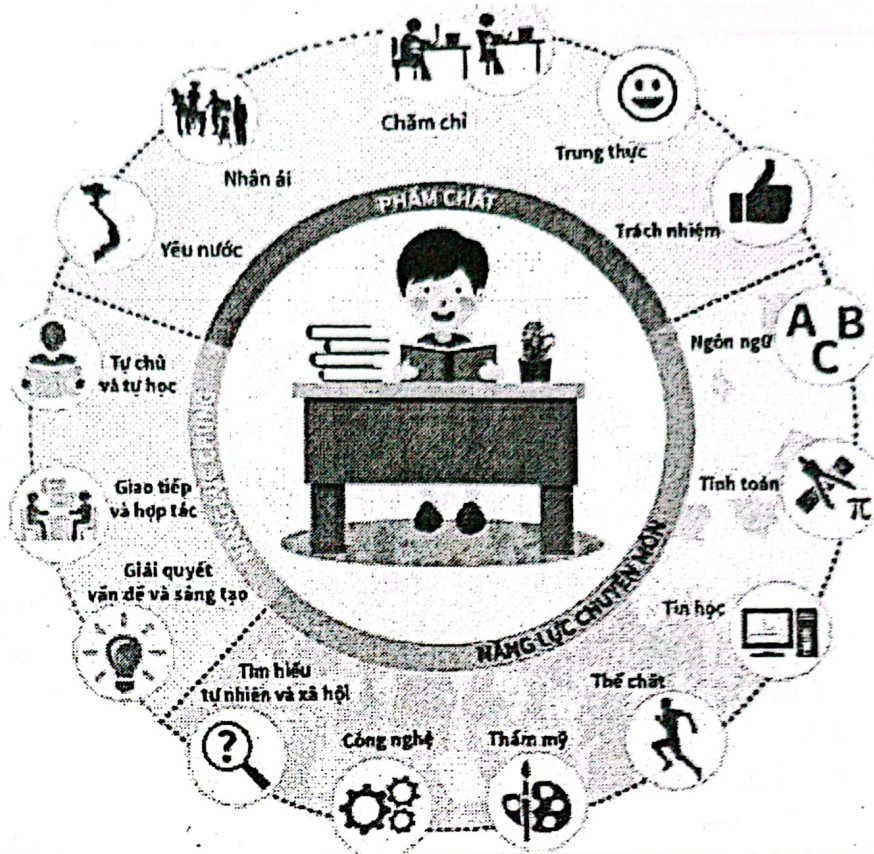 Chăm chỉ
Nhân ái
Trung thực
Yêu nước
Trách nhiệm
PHẨM CHẤT
Tự chủ
và tự học
Giao tiếp
và hợp tác
Giải quyết
vấn đề và sáng tạo
CHUNG
Ngôn ngữ
A B
C
Tính toán
π
Tin học
Thể chất
Thẩm mỹ
Công nghệ
Tìm hiểu
tự nhiên và xã hội
?
NĂNG LỰC CHUYÊN MÔN